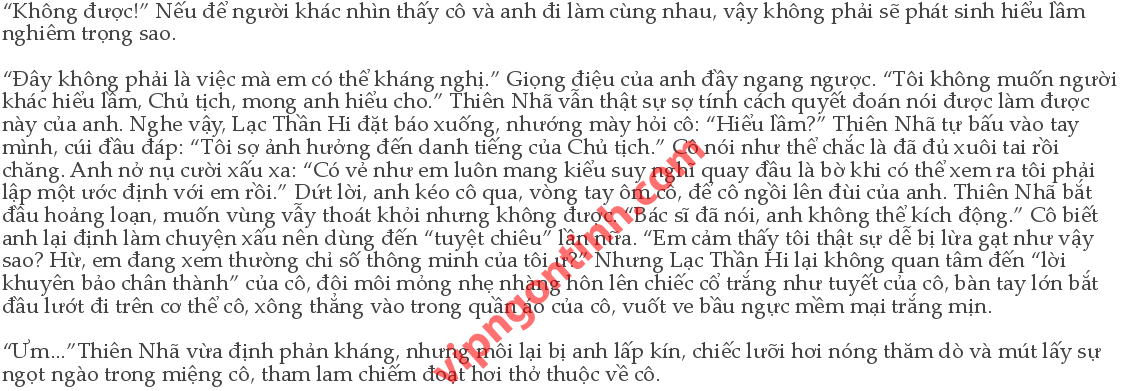 “Không được!” Nếu để người khác nhìn thấy cô và anh đi làm cùng nhau, vậy không phải sẽ phát sinh hiểu lầm
nghiêm trọng sao.
“Đây không phải là việc mà em có thể kháng nghị.” Giọng điệu của anh đầy ngang ngược. “Tôi không muốn người
khác hiểu lầm, Chủ tịch, mong anh hiểu cho.” Thiên Nhã vẫn thật sự sợ tính cách quyết đoán nói được làm được
này của anh. Nghe vậy, Lạc Thần Hi đặt báo xuống, nhướng mày hỏi cô: “Hiểu lầm?” Thiên Nhã tự bấu vào tay
mình, cúi đầu đáp: “Tôi sợ ảnh hưởng đến danh tiếng của Chủ tịch.” Cô nói như thế chắc là đã đủ xuôi tai rồi
chăng. Anh nở nụ cười xấu xa: “Có vẻ như em luôn mang kiểu suy nghĩ quay đầu là bờ khi có thể xem ra tôi phải
lập một ước định với em rồi.” Dứt lời, anh kéo cô qua, vòng tay ôm cô, để cô ngồi lên đùi của anh. Thiên Nhã bắt
đầu hoảng loạn, muốn vùng vẫy thoát khỏi nhưng không được. “Bác sĩ đã nói, anh không thể kích động.” Cô biết
anh lại định làm chuyện xấu nên dùng đến “tuyệt chiêu” lần nữa. “Em cảm thấy tôi thật sự dễ bị lừa gạt như vậy
sao? Hừ, em đang xem thường chỉ số thông minh của tôi ư?” Nhưng Lạc Thần Hi lại không quan tâm đến “lời
khuyên bảo chân thành” của cô, đội môi mỏng nhẹ nhàng hôn lên chiếc cổ trắng như tuyết của cô, bàn tay lớn bắt
đầu lướt đi trên cơ thể cô, xông thẳng vào trong quần áo của cô, vuốt ve bầu ngực mềm mại trắng mịn.
“Ưm...”Thiên Nhã vừa định phản kháng, nhưng môi lại bị anh lấp kín, chiếc lưỡi hơi nóng thăm dò và mút lấy sự
ngọt ngào trong miệng cô, tham lam chiếm đoạt hơi thở thuộc về cô.
vipngontinh.com